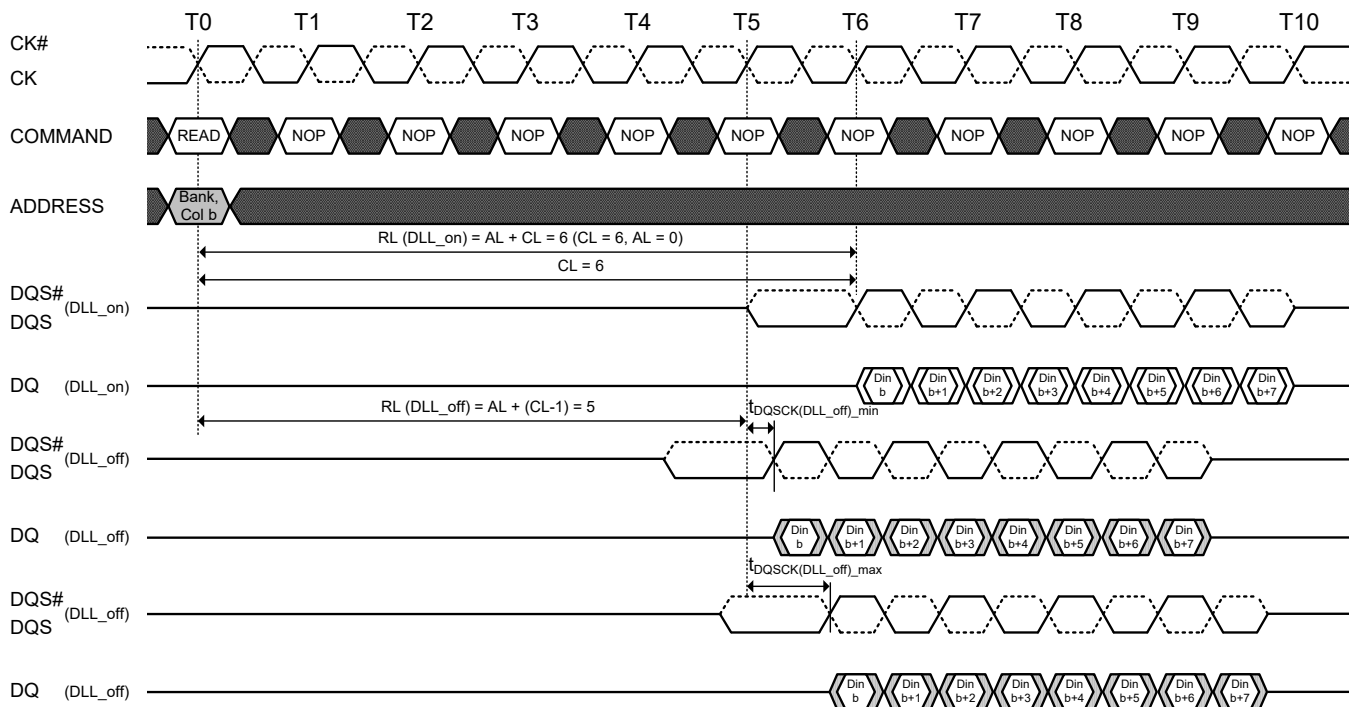 T0 T1 T2 T3 T4 T5 T6 T7 T8 T9 T10
CK#
CK
COMMAND READ NOP NOP NOP NOP NOP NOP NOP NOP NOP NOP
ADDRESS Bank,
Col b
RL (DLL_on) = AL + CL = 6 (CL = 6, AL = 0)
CL = 6
DQS#
(DLL_on)
DQS
DQ (DLL_on) Din Din Din Din Din Din Din Din
b b+1 b+2 b+3 b+4 b+5 b+6 b+7
RL (DLL_off) = AL + (CL-1) = 5 tDQSCK(DLL_off)_min
DQS#
(DLL_off)
DQS
DQ (DLL_off) Din Din Din Din Din Din Din Din
b b+1 b+2 b+3 b+4 b+5 b+6 b+7
tDQSCK(DLL_off)_max
DQS#
(DLL_off)
DQS
DQ (DLL_off) Din Din Din Din Din Din Din Din
b b+1 b+2 b+3 b+4 b+5 b+6 b+7